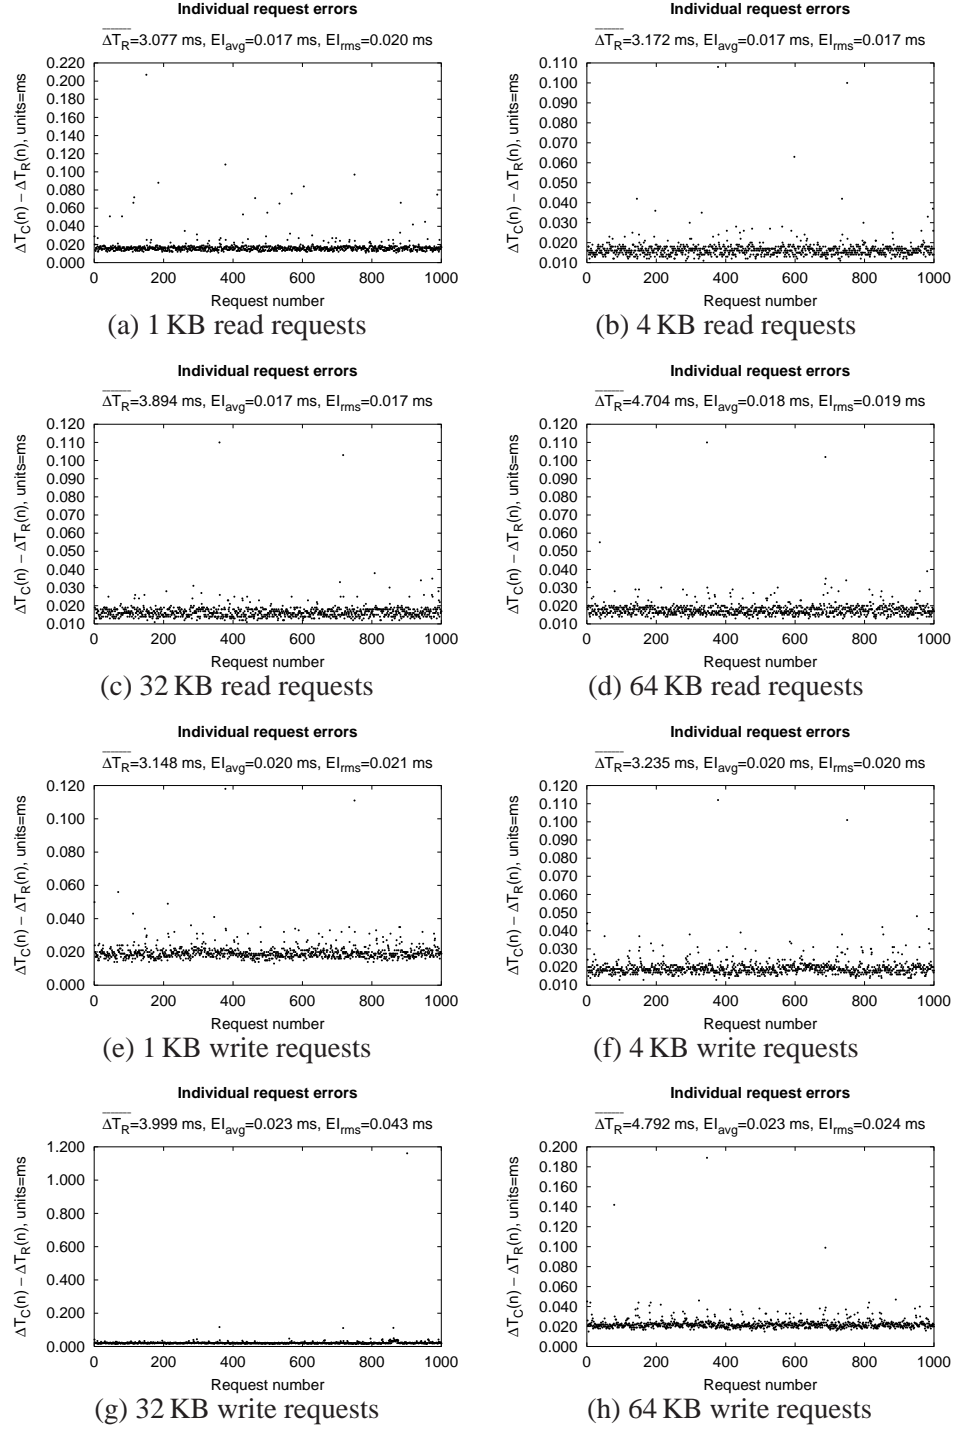 Individual request errors
ΔT_R=3.077 ms, EI_avg=0.017 ms, EI_rms=0.020 ms
ΔT_C(n) − ΔT_R(n), units=ms
0.220
0.200
0.180
0.160
0.140
0.120
0.100
0.080
0.060
0.040
0.020
0.000
0 200 400 600 800 1000
Request number
(a) 1 KB read requests
Individual request errors
ΔT_R=3.172 ms, EI_avg=0.017 ms, EI_rms=0.017 ms
ΔT_C(n) − ΔT_R(n), units=ms
0.110
0.100
0.090
0.080
0.070
0.060
0.050
0.040
0.030
0.020
0.010
0 200 400 600 800 1000
Request number
(b) 4 KB read requests
Individual request errors
ΔT_R=3.894 ms, EI_avg=0.017 ms, EI_rms=0.017 ms
ΔT_C(n) − ΔT_R(n), units=ms
0.120
0.110
0.100
0.090
0.080
0.070
0.060
0.050
0.040
0.030
0.020
0.010
0 200 400 600 800 1000
Request number
(c) 32 KB read requests
Individual request errors
ΔT_R=4.704 ms, EI_avg=0.018 ms, EI_rms=0.019 ms
ΔT_C(n) − ΔT_R(n), units=ms
0.120
0.110
0.100
0.090
0.080
0.070
0.060
0.050
0.040
0.030
0.020
0.010
0 200 400 600 800 1000
Request number
(d) 64 KB read requests
Individual request errors
ΔT_R=3.148 ms, EI_avg=0.020 ms, EI_rms=0.021 ms
ΔT_C(n) − ΔT_R(n), units=ms
0.120
0.100
0.080
0.060
0.040
0.020
0.000
0 200 400 600 800 1000
Request number
(e) 1 KB write requests
Individual request errors
ΔT_R=3.235 ms, EI_avg=0.020 ms, EI_rms=0.020 ms
ΔT_C(n) − ΔT_R(n), units=ms
0.120
0.110
0.100
0.090
0.080
0.070
0.060
0.050
0.040
0.030
0.020
0.010
0 200 400 600 800 1000
Request number
(f) 4 KB write requests
Individual request errors
ΔT_R=3.999 ms, EI_avg=0.023 ms, EI_rms=0.043 ms
ΔT_C(n) − ΔT_R(n), units=ms
1.200
1.000
0.800
0.600
0.400
0.200
0.000
0 200 400 600 800 1000
Request number
(g) 32 KB write requests
Individual request errors
ΔT_R=4.792 ms, EI_avg=0.023 ms, EI_rms=0.024 ms
ΔT_C(n) − ΔT_R(n), units=ms
0.200
0.180
0.160
0.140
0.120
0.100
0.080
0.060
0.040
0.020
0.000
0 200 400 600 800 1000
Request number
(h) 64 KB write requests